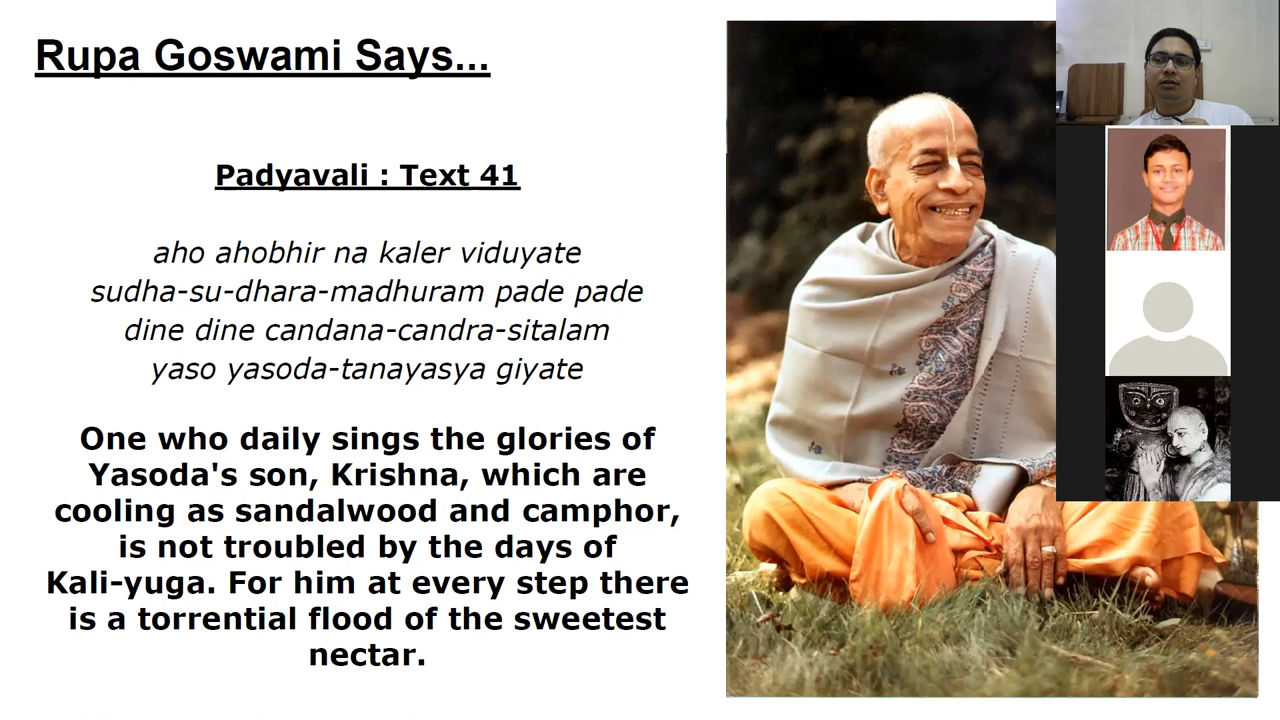 Rupa Goswami Says...
Padyavali : Text 41
aho ahobhir na kaler viduyate
sudha-su-dhara-madhuram pade pade
dine dine candana-candra-sitalam
yaso yasoda-tanayasya giyate
One who daily sings the glories of
Yasoda's son, Krishna, which are
cooling as sandalwood and camphor,
is not troubled by the days of
Kali-yuga. For him at every step there
is a torrential flood of the sweetest
nectar.